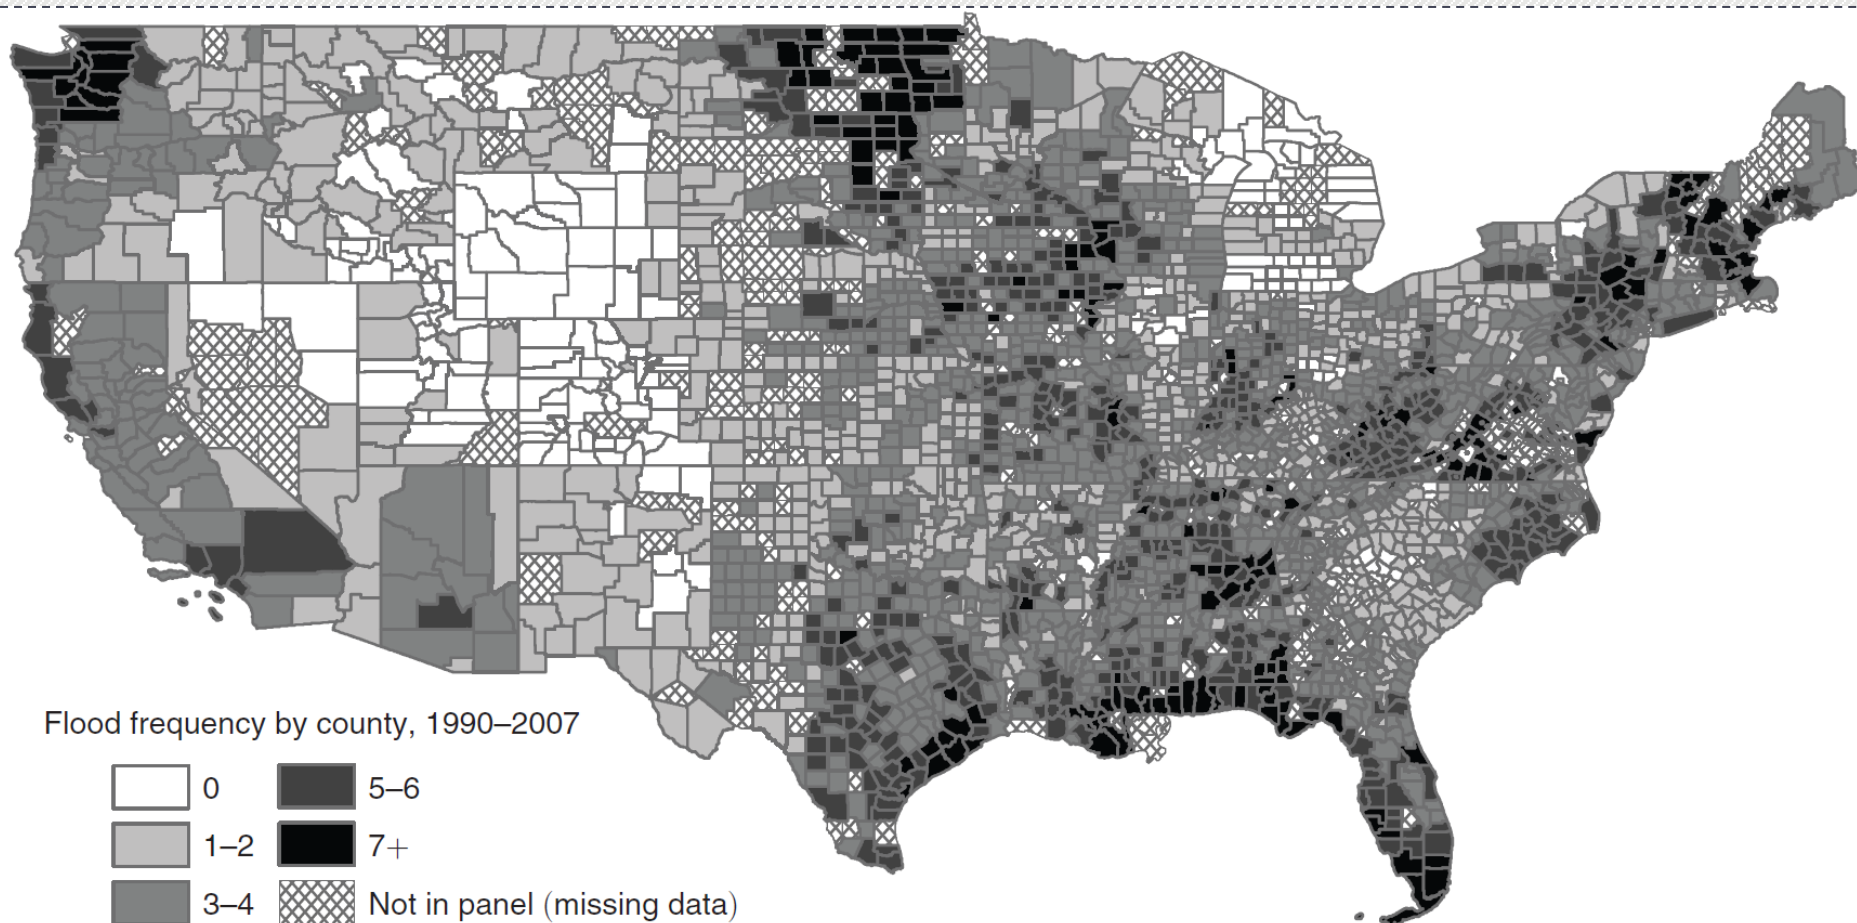 Flood frequency by county, 1990–2007
0
5–6
1–2
7+
3–4
Not in panel (missing data)